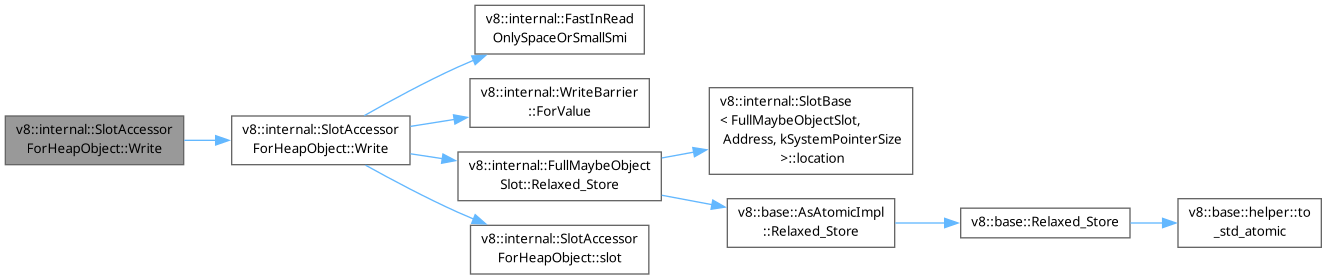 v8::internal::SlotAccessor
ForHeapObject::Write
v8::internal::SlotAccessor
ForHeapObject::Write
v8::internal::FastInRead
OnlySpaceOrSmallSmi
v8::internal::WriteBarrier
::ForValue
v8::internal::FullMaybeObject
Slot::Relaxed_Store
v8::internal::SlotAccessor
ForHeapObject::slot
v8::internal::SlotBase
< FullMaybeObjectSlot,
Address, kSystemPointerSize
>::location
v8::base::AsAtomicImpl
::Relaxed_Store
v8::base::Relaxed_Store
v8::base::helper::to
_std_atomic